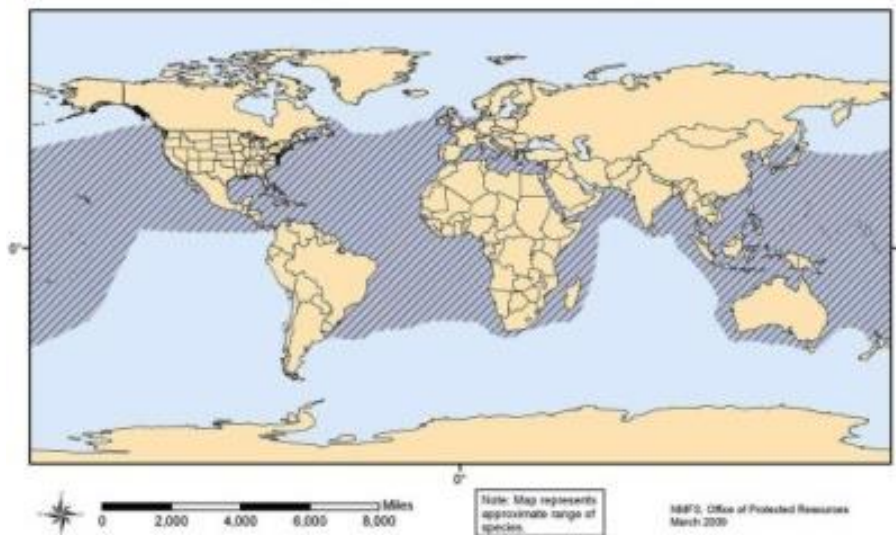 0°
0°
Miles
0 2,000 4,000 6,000 8,000
Note: Map represents
approximate range of
species.
NMFS, Office of Protected Resources
March 2009